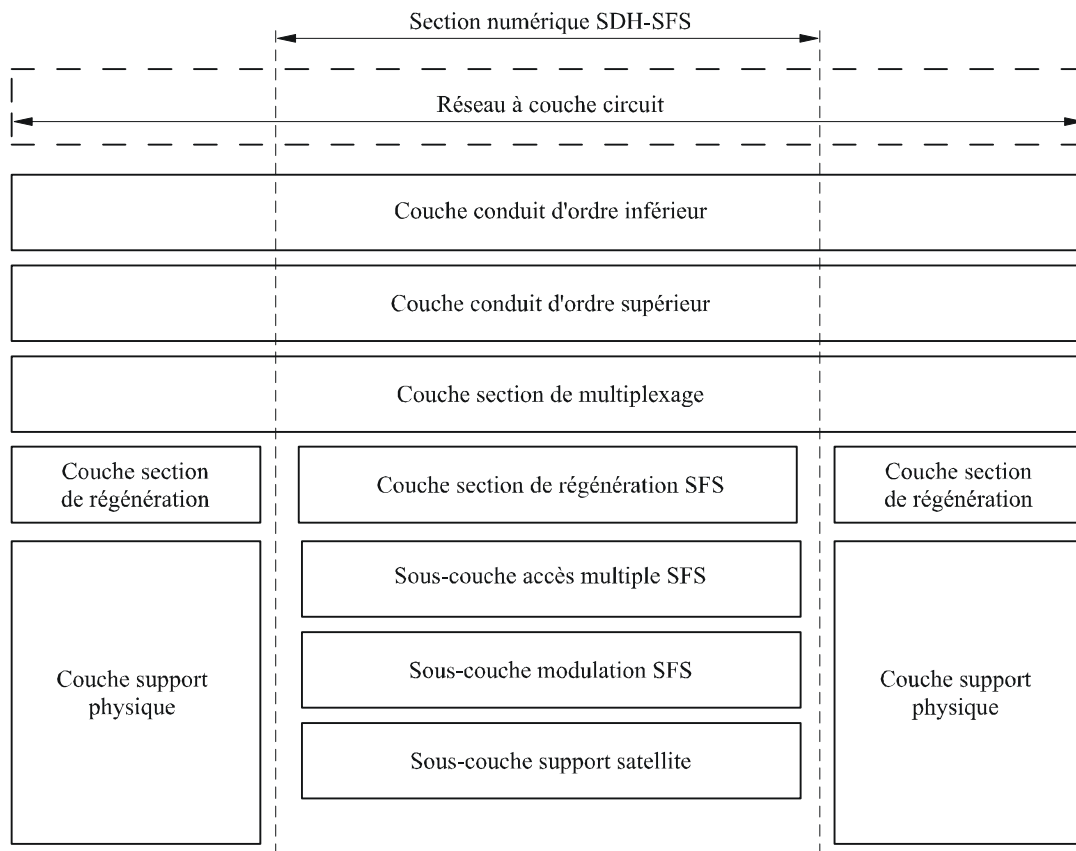 Section numérique SDH-SFS
Réseau à couche circuit
Couche conduit d'ordre inférieur
Couche conduit d'ordre supérieur
Couche section de multiplexage
Couche section
de régénération
Couche section de régénération SFS
Couche section
de régénération
Sous-couche accès multiple SFS
Sous-couche modulation SFS
Couche support
physique
Couche support
physique
Sous-couche support satellite